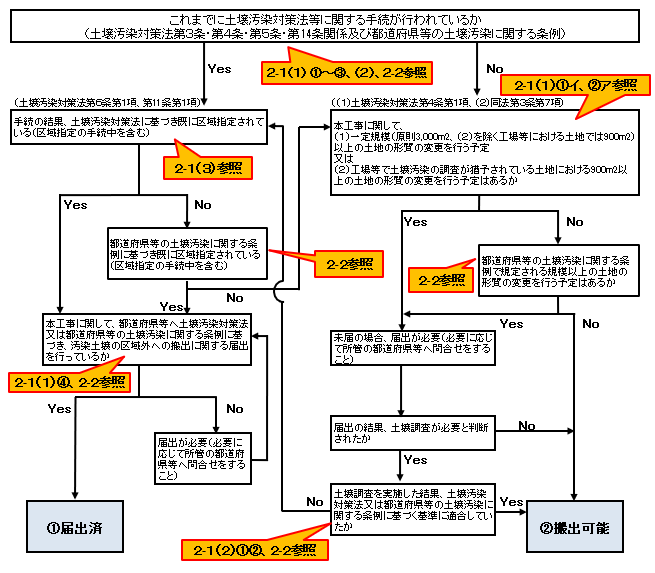 これまでに土壌汚染対策法等に関する手続が行われているか
(土壌汚染対策法第3条・第4条・第5条・第14条関係及び都道府県等の土壌汚染に関する条例)
Yes
2-1(1)①～③、(2)、2-2参照
No
2-1(1)①イ、②ア参照
(土壌汚染対策法第6条第1項、第11条第1項)
手続の結果、土壌汚染対策法に基づき既に区域指定されて
いる(区域指定の手続中を含む)
2-1(3)参照
((1)土壌汚染対策法第4条第1項、(2)同法第3条第7項)
本工事に関して、
(1)一定規模(原則3,000m2、(2)を除く工場等における土地では900m2)
以上の土地の形質の変更を行う予定
又は
(2)工場等で土壌汚染の調査が猶予されている土地における900m2以
上の土地の形質の変更を行う予定はあるか
Yes
No
都道府県等の土壌汚染に関する条
例に基づき既に区域指定されている
(区域指定の手続中を含む)
2-2参照
Yes
No
Yes
No
都道府県等の土壌汚染に関する条
例で規定される規模以上の土地の
形質の変更を行う予定はあるか
2-2参照
Yes
No
本工事に関して、都道府県等へ土壌汚染対策法
又は都道府県等の土壌汚染に関する条例に基
づき、汚染土壌の区域外への搬出に関する届出
を行っているか
2-1(1)④、2-2参照
未届の場合、届出が必要(必要に応じ
て所管の都道府県等へ問合せをする
こと)
Yes
No
届出が必要(必要に
応じて所管の都道府
県等へ問合せをする
こと)
届出の結果、土壌調査が必要と判断
されたか
No
Yes
土壌調査を実施した結果、土壌汚染
対策法又は都道府県等の土壌汚染に
関する条例に基づく基準に適合してい
たか
No
Yes
2-1(2)①②、2-2参照
①届出済
②搬出可能